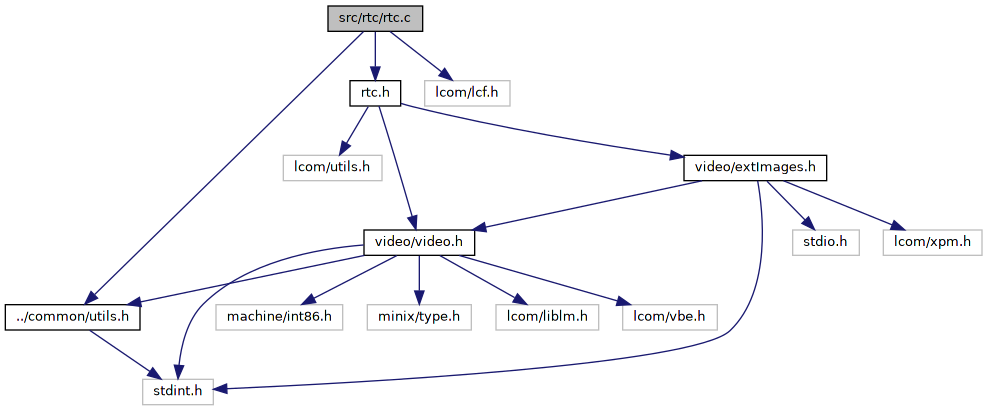 src/rtc/rtc.c
rtc.h
lcom/lcf.h
lcom/utils.h
video/extImages.h
video/video.h
stdio.h
lcom/xpm.h
../common/utils.h
machine/int86.h
minix/type.h
lcom/liblm.h
lcom/vbe.h
stdint.h